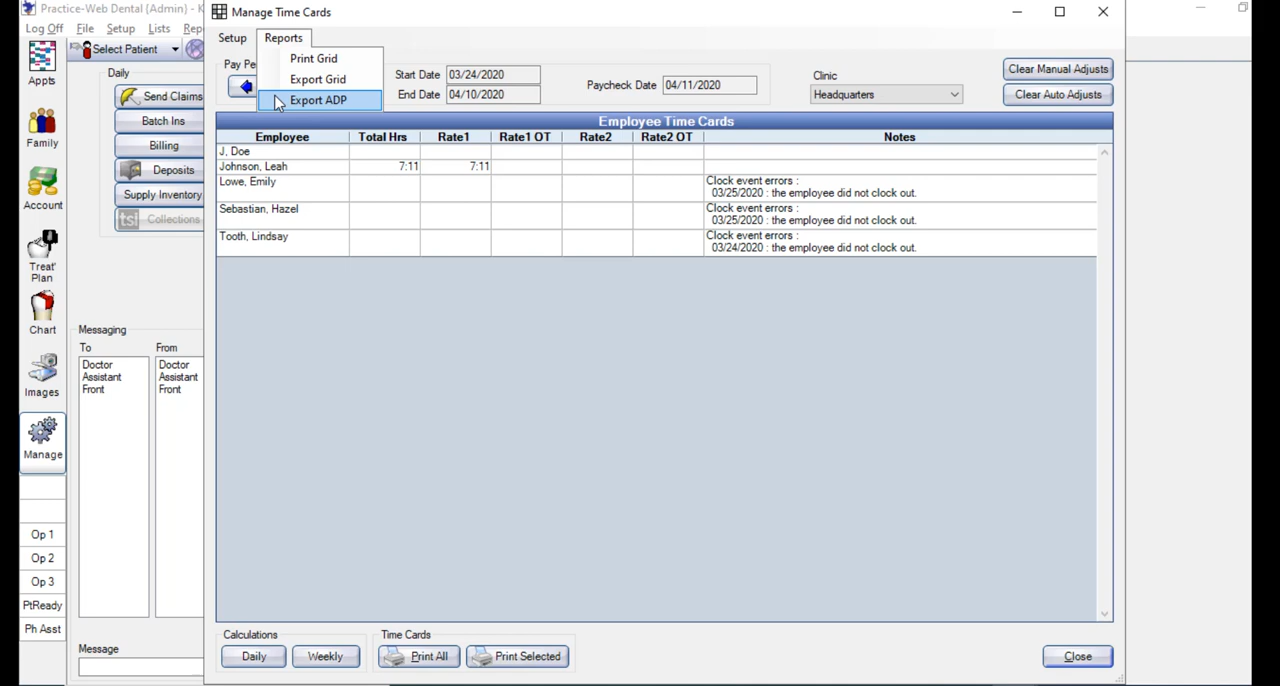 Practice-Web Dental {Admin} - K
Manage Time Cards
Log Off File Setup Lists Rep
Setup Reports
Select Patient
Appts
Family
Account
Treat'
Plan
Chart
Images
Manage
Op 1
Op 2
Op 3
PtReady
Ph Asst
Daily
Send Claims
Batch Ins
Billing
Deposits
Supply Inventory
tsi Collections
Messaging
To From
Doctor Doctor
Assistant Assistant
Front Front
Message
Pay Pe
Print Grid
Export Grid
Export ADP
Start Date 03/24/2020
End Date 04/10/2020
Paycheck Date 04/11/2020
Clinic
Headquarters
Clear Manual Adjusts
Clear Auto Adjusts
Employee Time Cards
Employee Total Hrs Rate1 Rate1 OT Rate2 Rate2 OT Notes
J, Doe
Johnson, Leah 7:11 7:11
Lowe, Emily Clock event errors :
03/25/2020 : the employee did not clock out.
Sebastian, Hazel Clock event errors :
03/25/2020 : the employee did not clock out.
Tooth, Lindsay Clock event errors :
03/24/2020 : the employee did not clock out.
Calculations
Daily Weekly
Time Cards
Print All Print Selected
Close